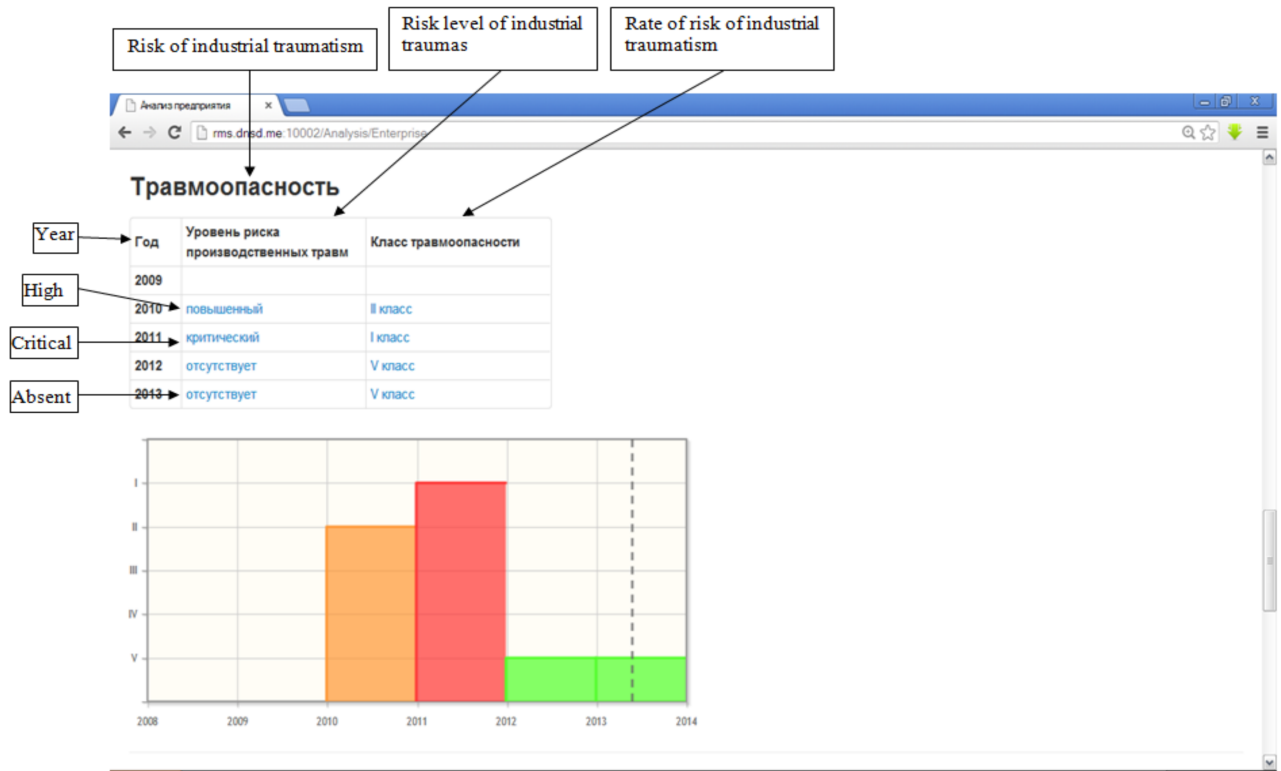 Risk of industrial traumatism
Risk level of industrial
traumas
Rate of risk of industrial
traumatism
Анализ предприятия
rms.dnsd.me:10002/Analysis/Enterprise
Травмоопасность
Year
High
Critical
Absent
Год
Уровень риска
производственных травм
Класс травмоопасности
2009
2010 повышенный II класс
2011 критический I класс
2012 отсутствует V класс
2013 отсутствует V класс
I
II
III
IV
V
2008 2009 2010 2011 2012 2013 2014